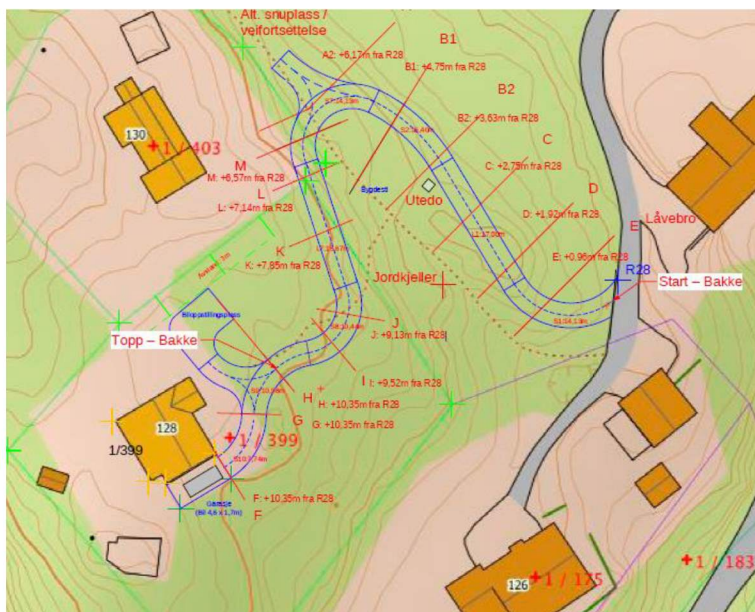 Alt. snuplass /
veifortsettelse
A2: +6,17m fra R28
B1
B1: +4,75m fra R28
B2
B2: +3,63m fra R28
C
C: +2,75m fra R28
D
D: +1,92m fra R28
E
Låvebro
E: +0,96m fra R28
R28
Start – Bakke
130
1 / 403
M
M: +6,57m fra R28
L
L: +7,14m fra R28
Bygdesti
Utedo
K
K: +7,85m fra R28
Jordkjeller
Biloppstillingsplass
Topp – Bakke
J
J: +9,13m fra R28
I
I: +9,52m fra R28
H
H: +10,35m fra R28
G
G: +10,35m fra R28
128
1/399
1 / 399
F: +10,35m fra R28
F
Garasje
126
1 / 175
1 / 183